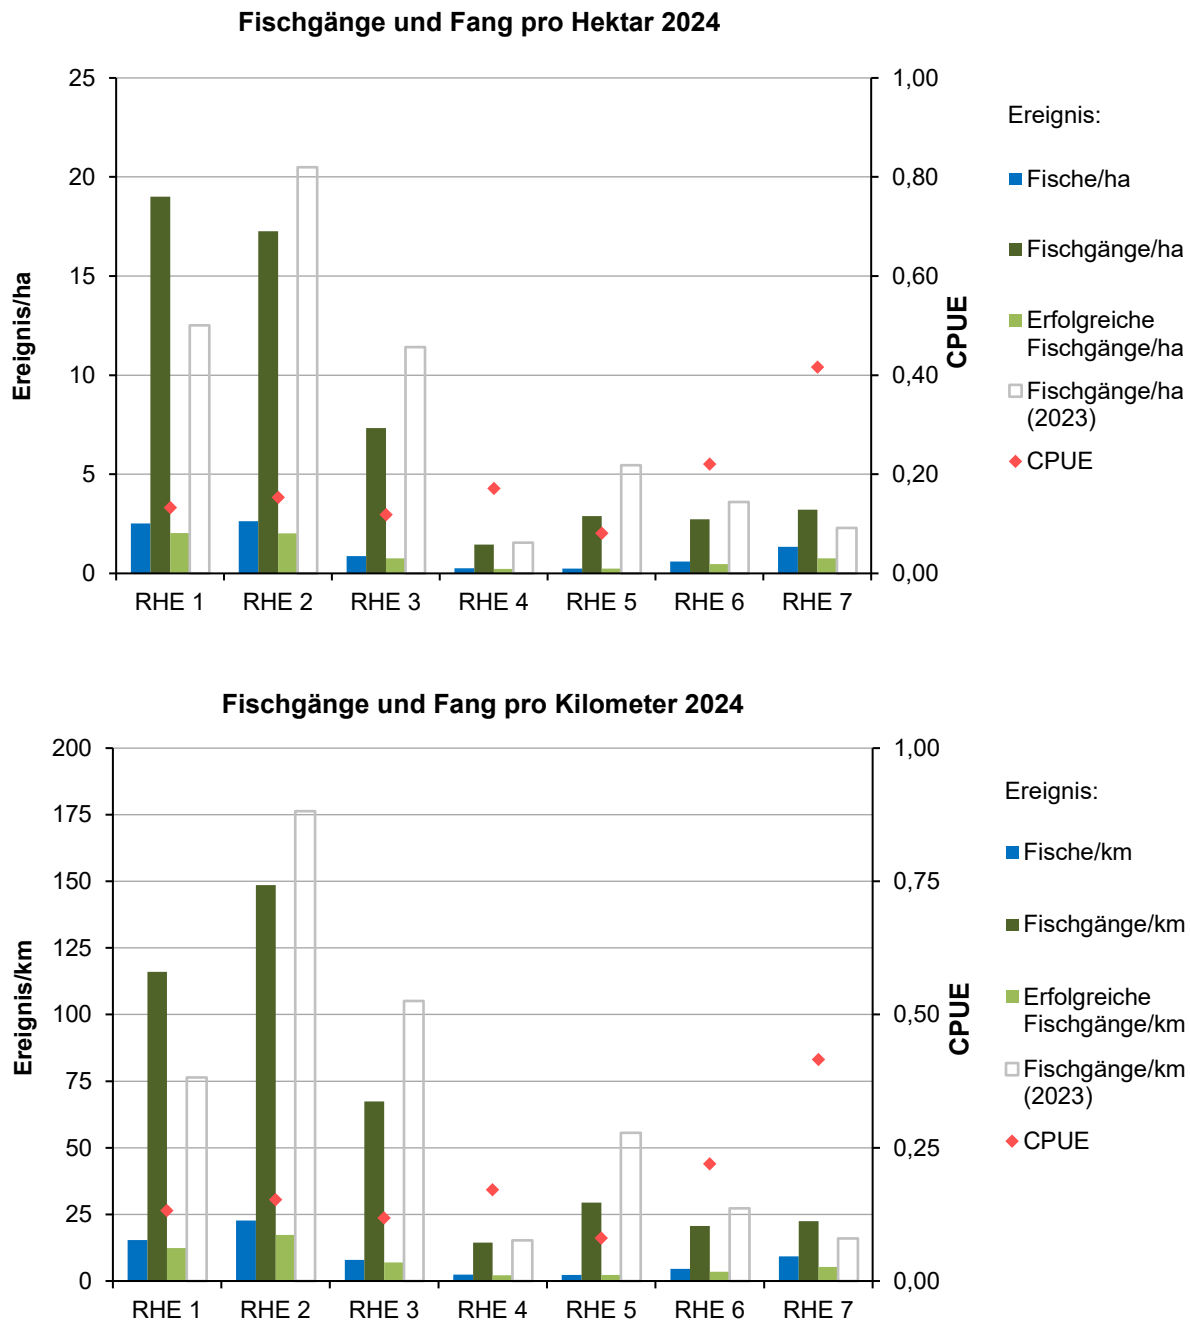 Fischgänge und Fang pro Hektar 2024
25
20
15
10
5
0
Ereignis/ha
1,00
0,80
0,60
0,40
0,20
0,00
CPUE
RHE 1 RHE 2 RHE 3 RHE 4 RHE 5 RHE 6 RHE 7
Ereignis:
Fische/ha
Fischgänge/ha
Erfolgreiche
Fischgänge/ha
Fischgänge/ha
(2023)
CPUE
Fischgänge und Fang pro Kilometer 2024
200
175
150
125
100
75
50
25
0
Ereignis/km
1,00
0,75
0,50
0,25
0,00
CPUE
RHE 1 RHE 2 RHE 3 RHE 4 RHE 5 RHE 6 RHE 7
Ereignis:
Fische/km
Fischgänge/km
Erfolgreiche
Fischgänge/km
Fischgänge/km
(2023)
CPUE